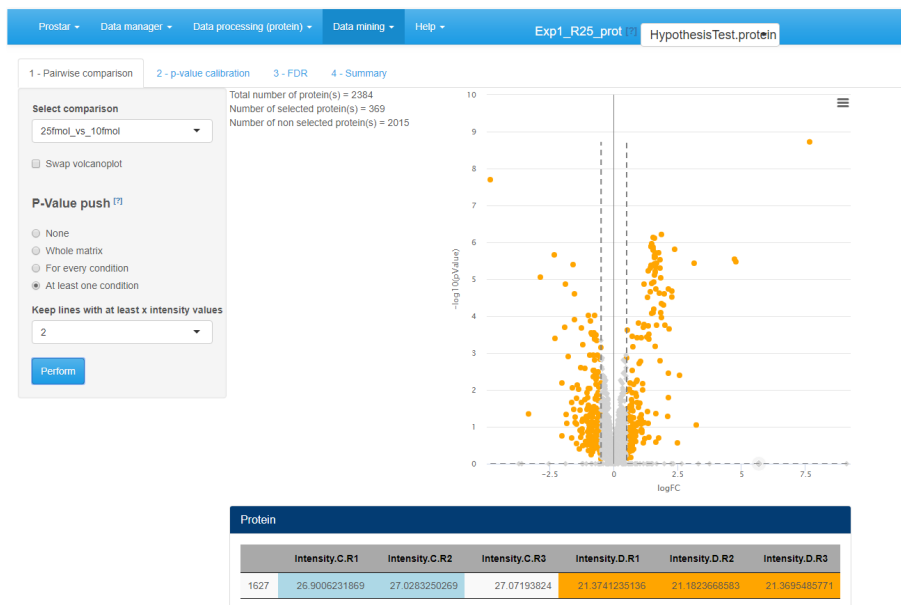 Prostar Data manager Data processing (protein) Data mining Help Exp1_R25_prot [?] HypothesisTest.protein
1 - Pairwise comparison 2 - p-value calibration 3 - FDR 4 - Summary
Select comparison
25fmol_vs_10fmol
Swap volcanoplot
P-Value push [?]
None
Whole matrix
For every condition
At least one condition
Keep lines with at least x intensity values
2
Perform
Total number of protein(s) = 2384
Number of selected protein(s) = 369
Number of non selected protein(s) = 2015
10
9
8
7
6
5
4
3
2
1
0
-log10(pValue)
−2.5 0 2.5 5 7.5
logFC
Protein
Intensity.C.R1 Intensity.C.R2 Intensity.C.R3 Intensity.D.R1 Intensity.D.R2 Intensity.D.R3
1627 26.9006231869 27.0283250269 27.07193824 21.3741235136 21.1823668583 21.3695485771